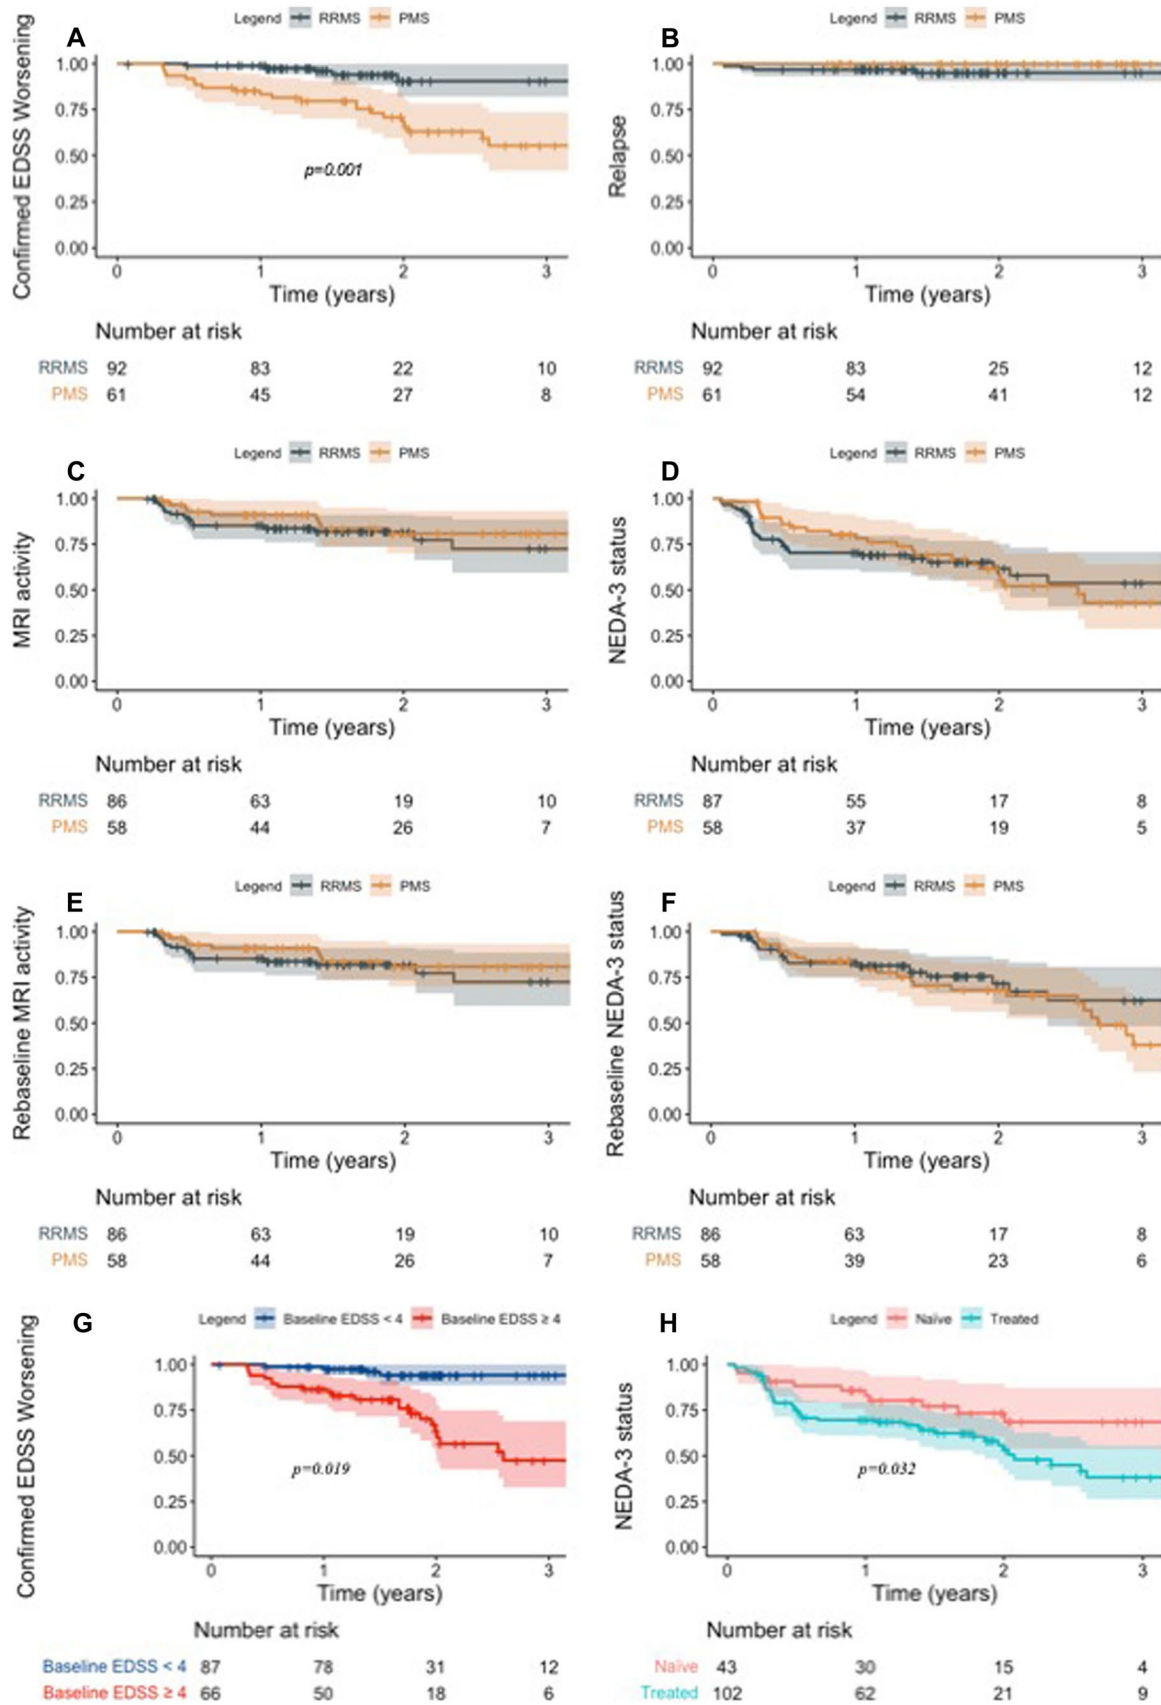 A
Legend RRMS PMS
Confirmed EDSS Worsening
1.00
0.75
0.50
0.25
0.00
p=0.001
0 1 2 3
Time (years)
Number at risk
RRMS 92 83 22 10
PMS 61 45 27 8
B
Legend RRMS PMS
Relapse
1.00
0.75
0.50
0.25
0.00
0 1 2 3
Time (years)
Number at risk
RRMS 92 83 25 12
PMS 61 54 41 12
C
Legend RRMS PMS
MRI activity
1.00
0.75
0.50
0.25
0.00
0 1 2 3
Time (years)
Number at risk
RRMS 86 63 19 10
PMS 58 44 26 7
D
Legend RRMS PMS
NEDA-3 status
1.00
0.75
0.50
0.25
0.00
0 1 2 3
Time (years)
Number at risk
RRMS 87 55 17 8
PMS 58 37 19 5
E
Legend RRMS PMS
Rebaseline MRI activity
1.00
0.75
0.50
0.25
0.00
0 1 2 3
Time (years)
Number at risk
RRMS 86 63 19 10
PMS 58 44 26 7
F
Legend RRMS PMS
Rebaseline NEDA-3 status
1.00
0.75
0.50
0.25
0.00
0 1 2 3
Time (years)
Number at risk
RRMS 86 63 17 8
PMS 58 39 23 6
G
Legend Baseline EDSS < 4 Baseline EDSS ≥ 4
Confirmed EDSS Worsening
1.00
0.75
0.50
0.25
0.00
p=0.019
0 1 2 3
Time (years)
Number at risk
Baseline EDSS < 4 87 78 31 12
Baseline EDSS ≥ 4 66 50 18 6
H
Legend Naïve Treated
NEDA-3 status
1.00
0.75
0.50
0.25
0.00
p=0.032
0 1 2 3
Time (years)
Number at risk
Naïve 43 30 15 4
Treated 102 62 21 9